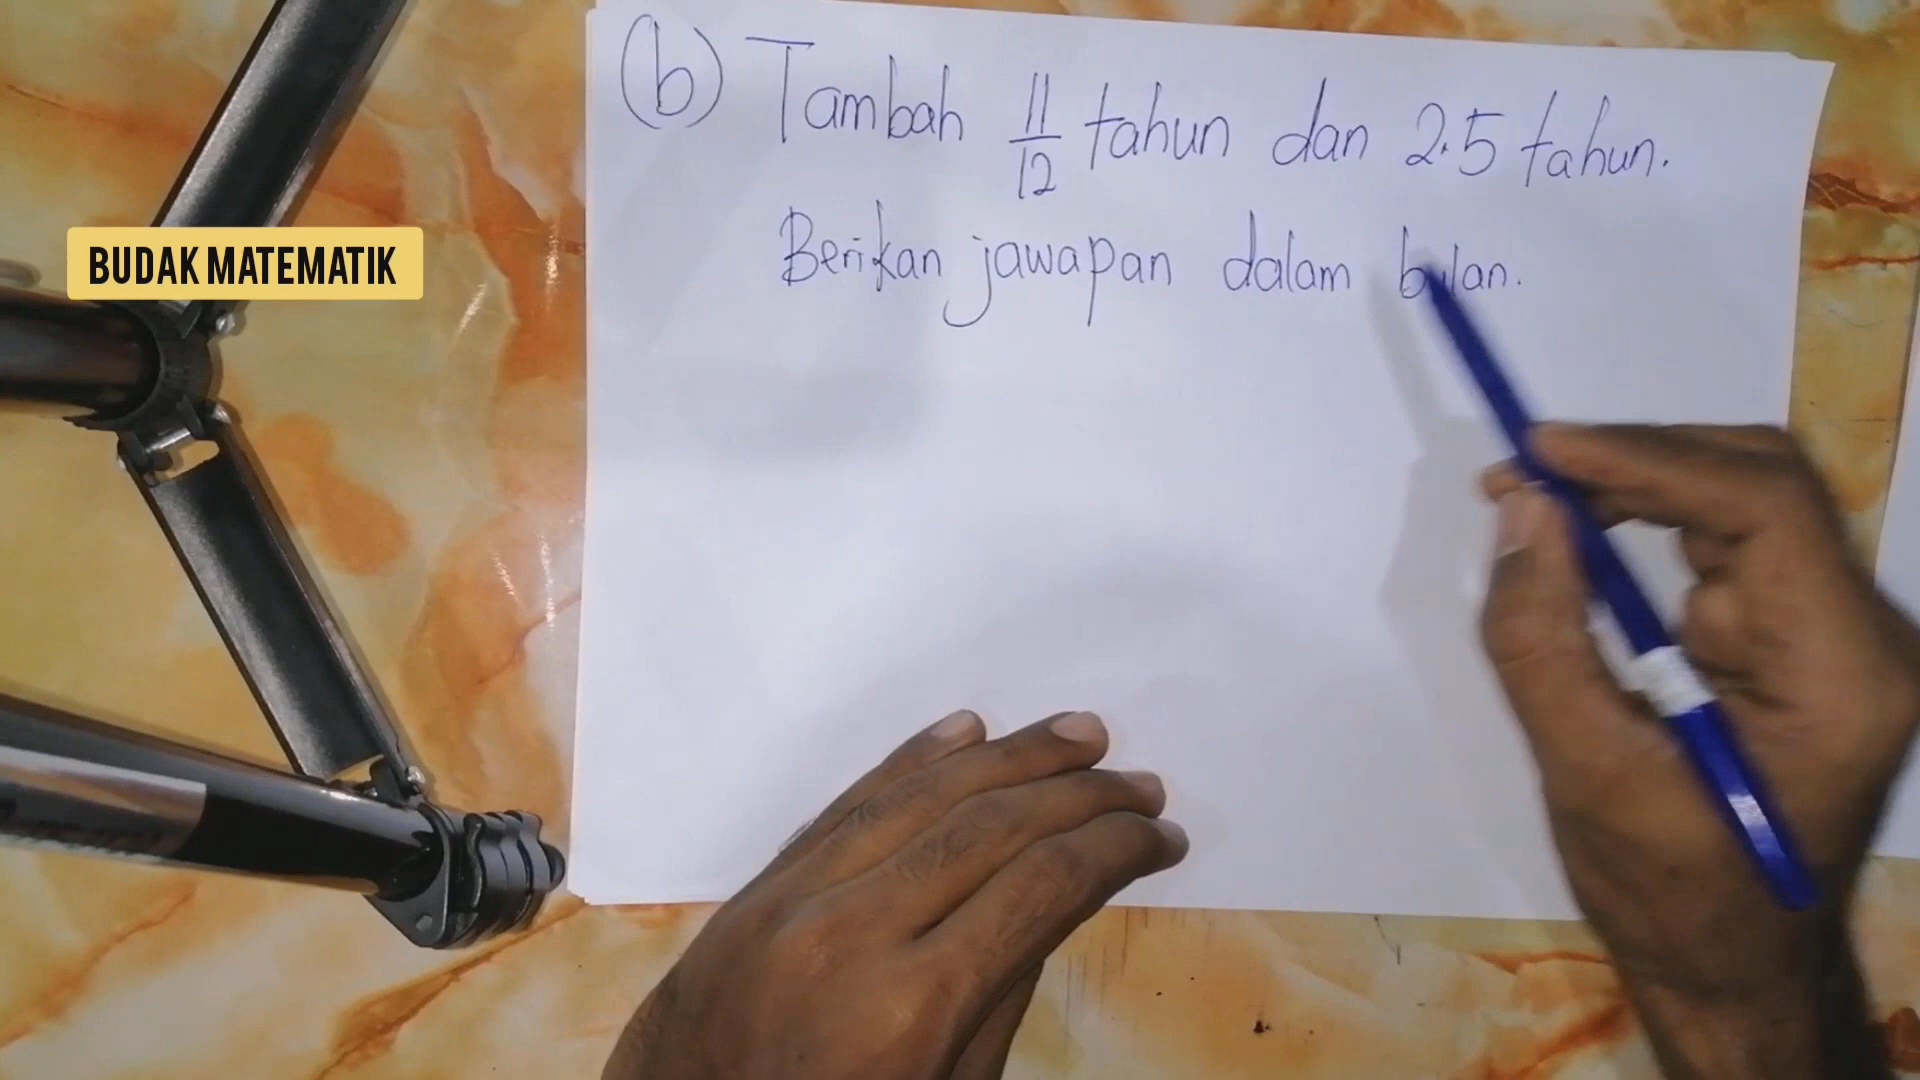 (b) Tambah 11/12 tahun dan 2.5 tahun.
Berikan jawapan dalam bulan.
BUDAK MATEMATIK